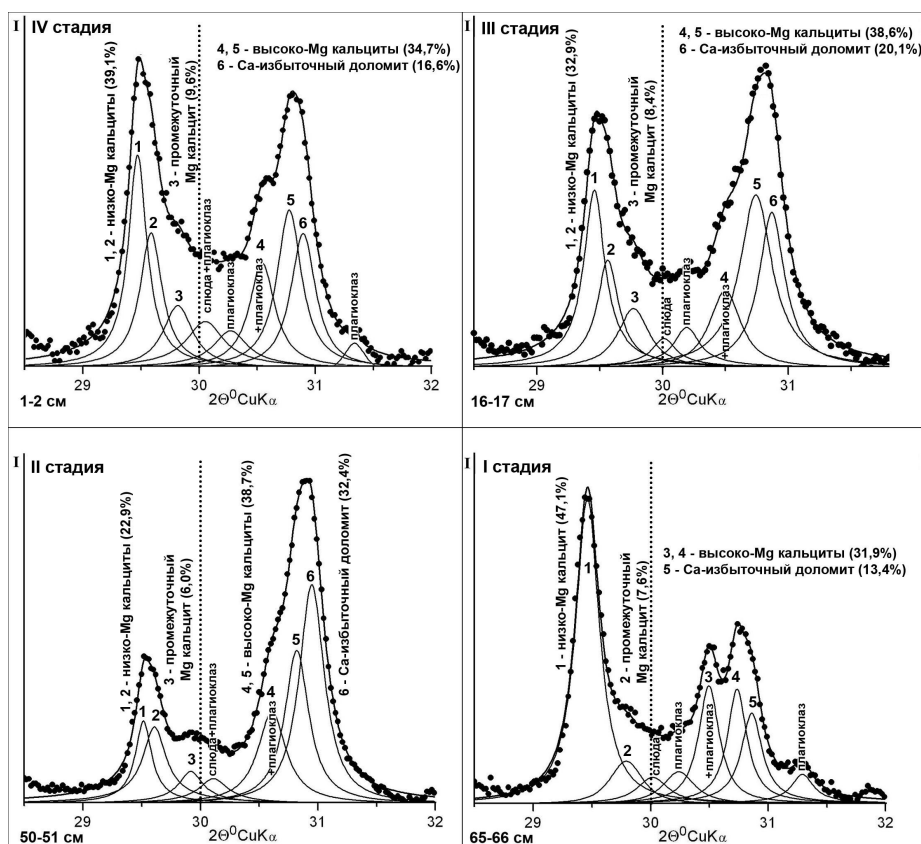 I
IV стадия
4, 5 - высоко-Mg кальциты (34,7%)
6 - Ca-избыточный доломит (16,6%)
1, 2- низко-Mg кальциты (39,1%)
3 - промежуточный
Mg кальцит (9,6%)
1
2
3
слюда+плагиоклаз
плагиоклаз
4
+плагиоклаз
5
6
плагиоклаз
29
30
31
32
1-2 см
2Θ⁰CuKα
I
III стадия
4, 5 - высоко-Mg кальциты (38,6%)
6 - Ca-избыточный доломит (20,1%)
1, 2 - низко-Mg кальциты (32,9%)
3 - промежуточный
Mg кальцит (8,4%)
1
2
3
слюда
плагиоклаз
4
+плагиоклаз
5
6
29
30
31
16-17 см
2Θ⁰CuKα
I
II стадия
1, 2 - низко-Mg кальциты (22,9%)
3 - промежуточный
Mg кальцит (6,0%)
4, 5 - высоко-Mg кальциты (38,7%)
6 - Ca-избыточный доломит (32,4%)
1
2
3
слюда+плагиоклаз
4
+плагиоклаз
5
6
29
30
31
32
50-51 см
2Θ⁰CuKα
I
I стадия
1 - низко-Mg кальцит (47,1%)
2 - промежуточный
Mg кальцит (7,6%)
3, 4 - высоко-Mg кальциты (31,9%)
5 - Ca-избыточный доломит (13,4%)
1
2
слюда
плагиоклаз
3
+плагиоклаз
4
5
плагиоклаз
29
30
31
32
65-66 см
2Θ⁰CuKα